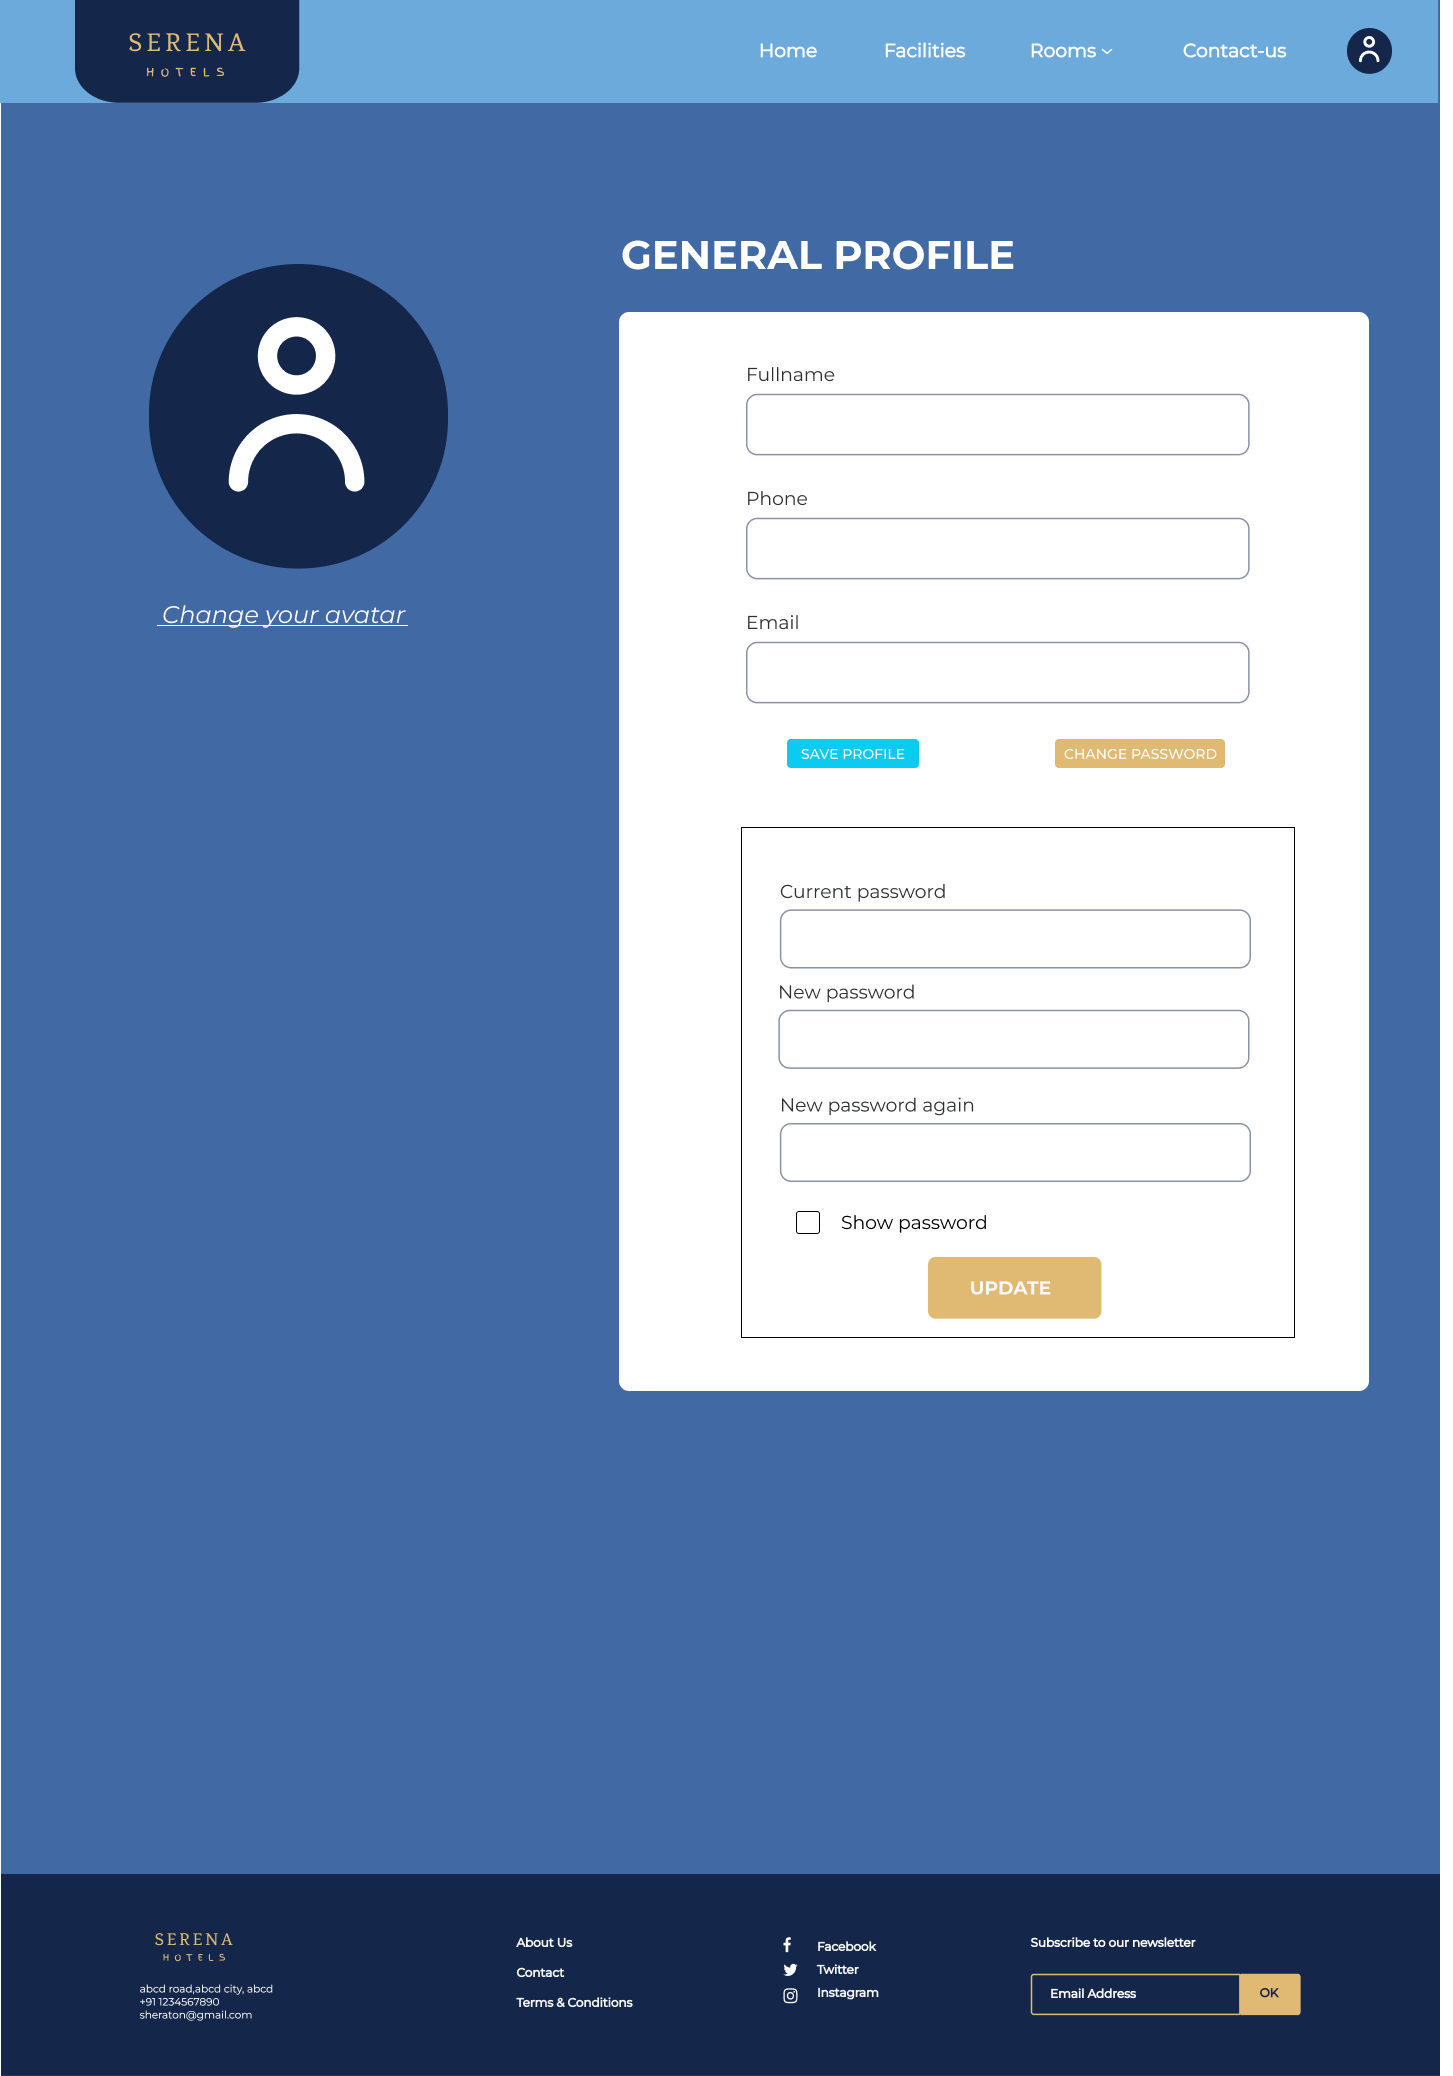 SERENA
HOTELS
Home
Facilities
Rooms
Contact-us
GENERAL PROFILE
Change your avatar
Fullname
Phone
Email
SAVE PROFILE
CHANGE PASSWORD
Current password
New password
New password again
Show password
UPDATE
SERENA
HOTELS
abcd road,abcd city, abcd
+91 1234567890
sheraton@gmail.com
About Us
Contact
Terms & Conditions
Facebook
Twitter
Instagram
Subscribe to our newsletter
Email Address
OK